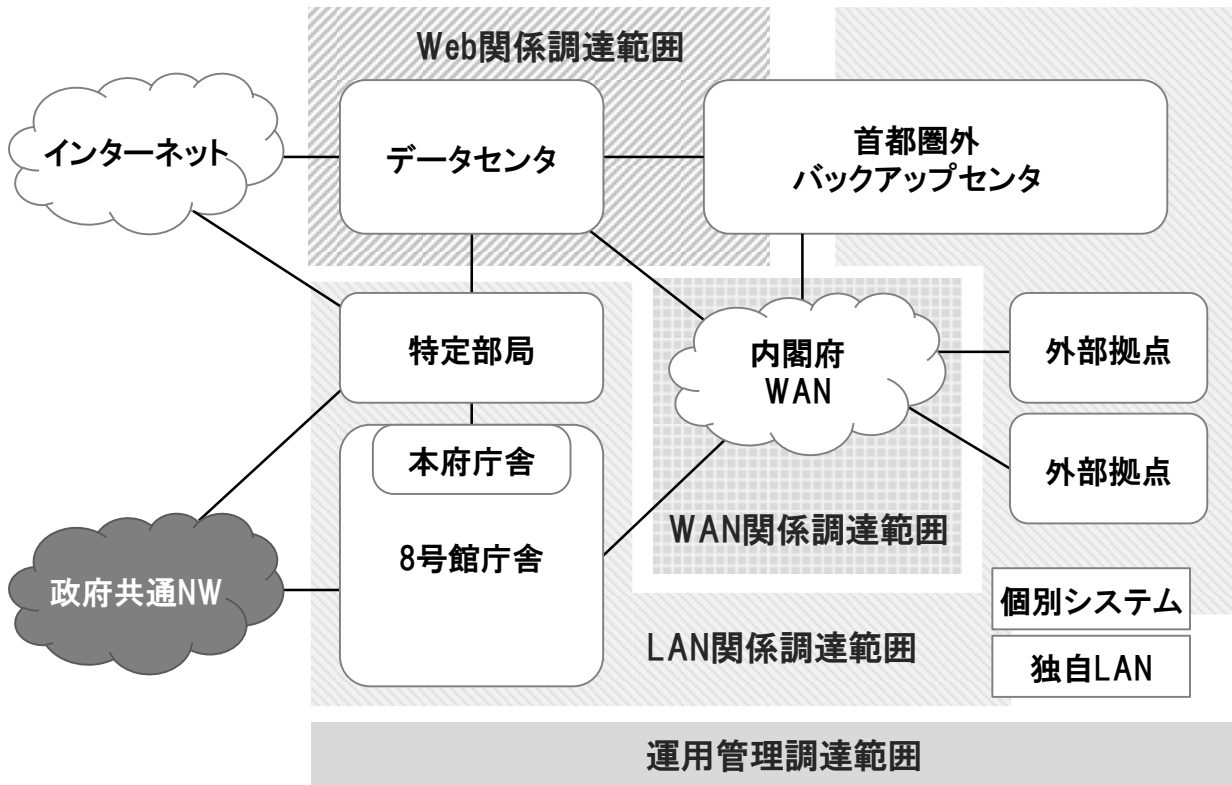 Web関係調達範囲
インターネット
データセンタ
首都圏外
バックアップセンタ
特定部局
内閣府
WAN
外部拠点
本府庁舎
外部拠点
8号館庁舎
WAN関係調達範囲
政府共通NW
個別システム
LAN関係調達範囲
独自LAN
運用管理調達範囲